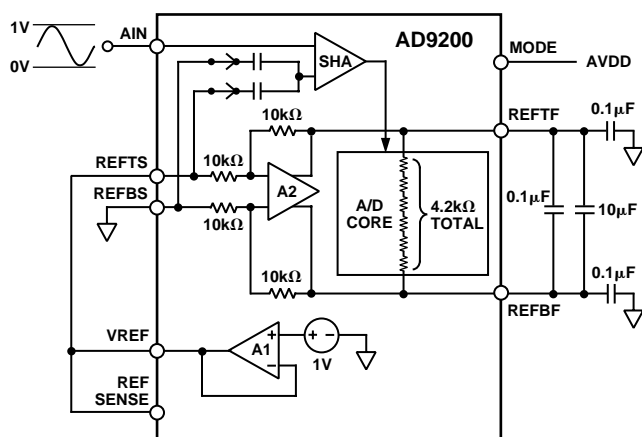 1V
0V
AIN
AD9200
MODE
AVDD
SHA
10kΩ
REFTF
0.1µF
REFTS
10kΩ
REFBS
A2
A/D
CORE
4.2kΩ
TOTAL
0.1µF
10µF
10kΩ
10kΩ
0.1µF
REFBF
VREF
A1
+
–
+ –
1V
REF
SENSE